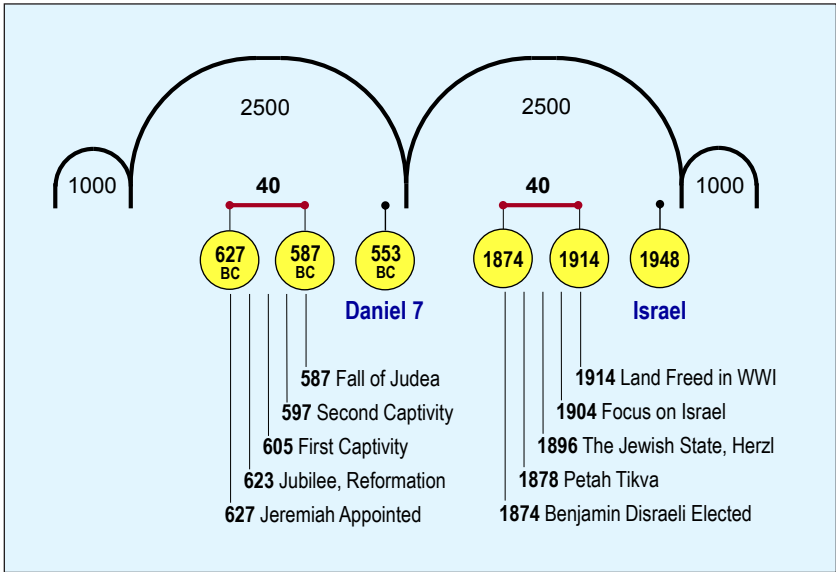 2500
2500
1000
1000
40
40
627
BC
587
BC
553
BC
1874
1914
1948
Daniel 7
Israel
587 Fall of Judea
597 Second Captivity
605 First Captivity
623 Jubilee, Reformation
627 Jeremiah Appointed
1914 Land Freed in WWI
1904 Focus on Israel
1896 The Jewish State, Herzl
1878 Petah Tikva
1874 Benjamin Disraeli Elected